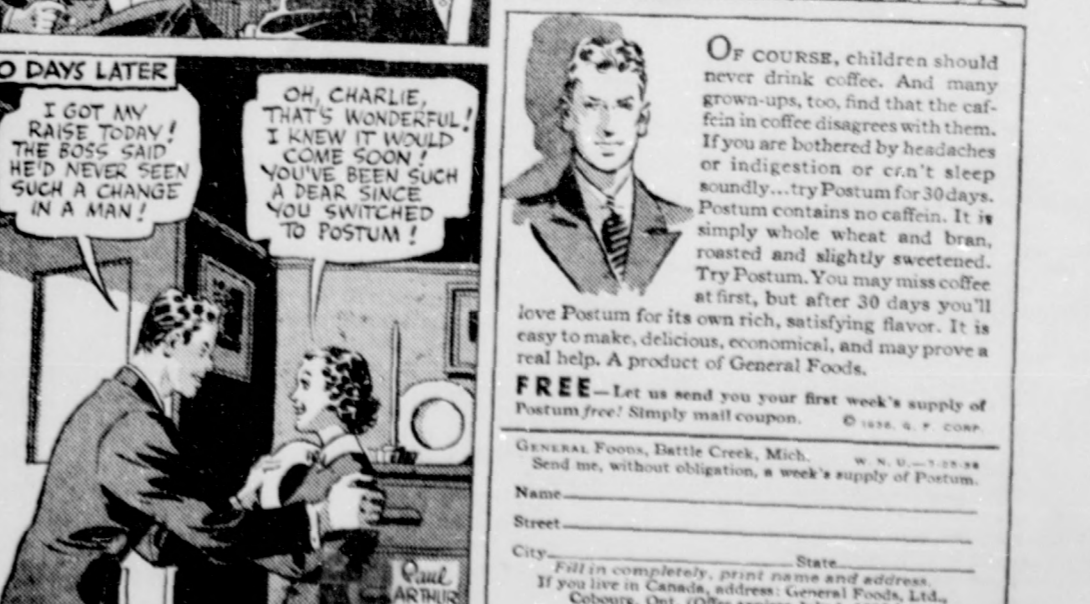 O DAYS LATER
I GOT MY
RAISE TODAY!
THE BOSS SAID
HE'D NEVER SEEN
SUCH A CHANGE
IN A MAN!
OH, CHARLIE,
THAT'S WONDERFUL!
I KNEW IT WOULD
COME SOON!
YOU'VE BEEN SUCH
A DEAR SINCE
YOU SWITCHED
TO POSTUM!
Paul
ARTHUR
OF COURSE, children should
never drink coffee. And many
grown-ups, too, find that the caf-
fein in coffee disagrees with them.
If you are bothered by headaches
or indigestion or can't sleep
soundly...try Postum for 30 days.
Postum contains no caffein. It is
simply whole wheat and bran,
roasted and slightly sweetened.
Try Postum. You may miss coffee
at first, but after 30 days you'll
love Postum for its own rich, satisfying flavor. It is
easy to make, delicious, economical, and may prove a
real help. A product of General Foods.
FREE—Let us send you your first week's supply of
Postum free! Simply mail coupon. © 1938, G. F. CORP.
GENERAL FOODS, Battle Creek, Mich. W. N. U.—7-23-38
Send me, without obligation, a week's supply of Postum.
Name
Street
City State
Fill in completely, print name and address.
If you live in Canada, address: General Foods, Ltd.,
Cobourg, Ont.